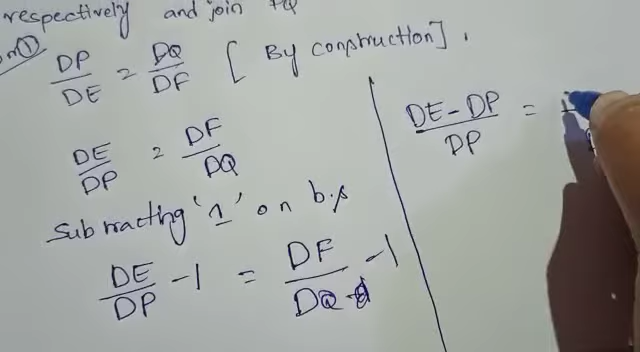 respectively and join PQ
DP/DE = DQ/DF [ By construction].
DE/DP = DF/DQ
Subtracting '1' on b.s
DE/DP - 1 = DF/DQ - 1
DE - DP/DP =